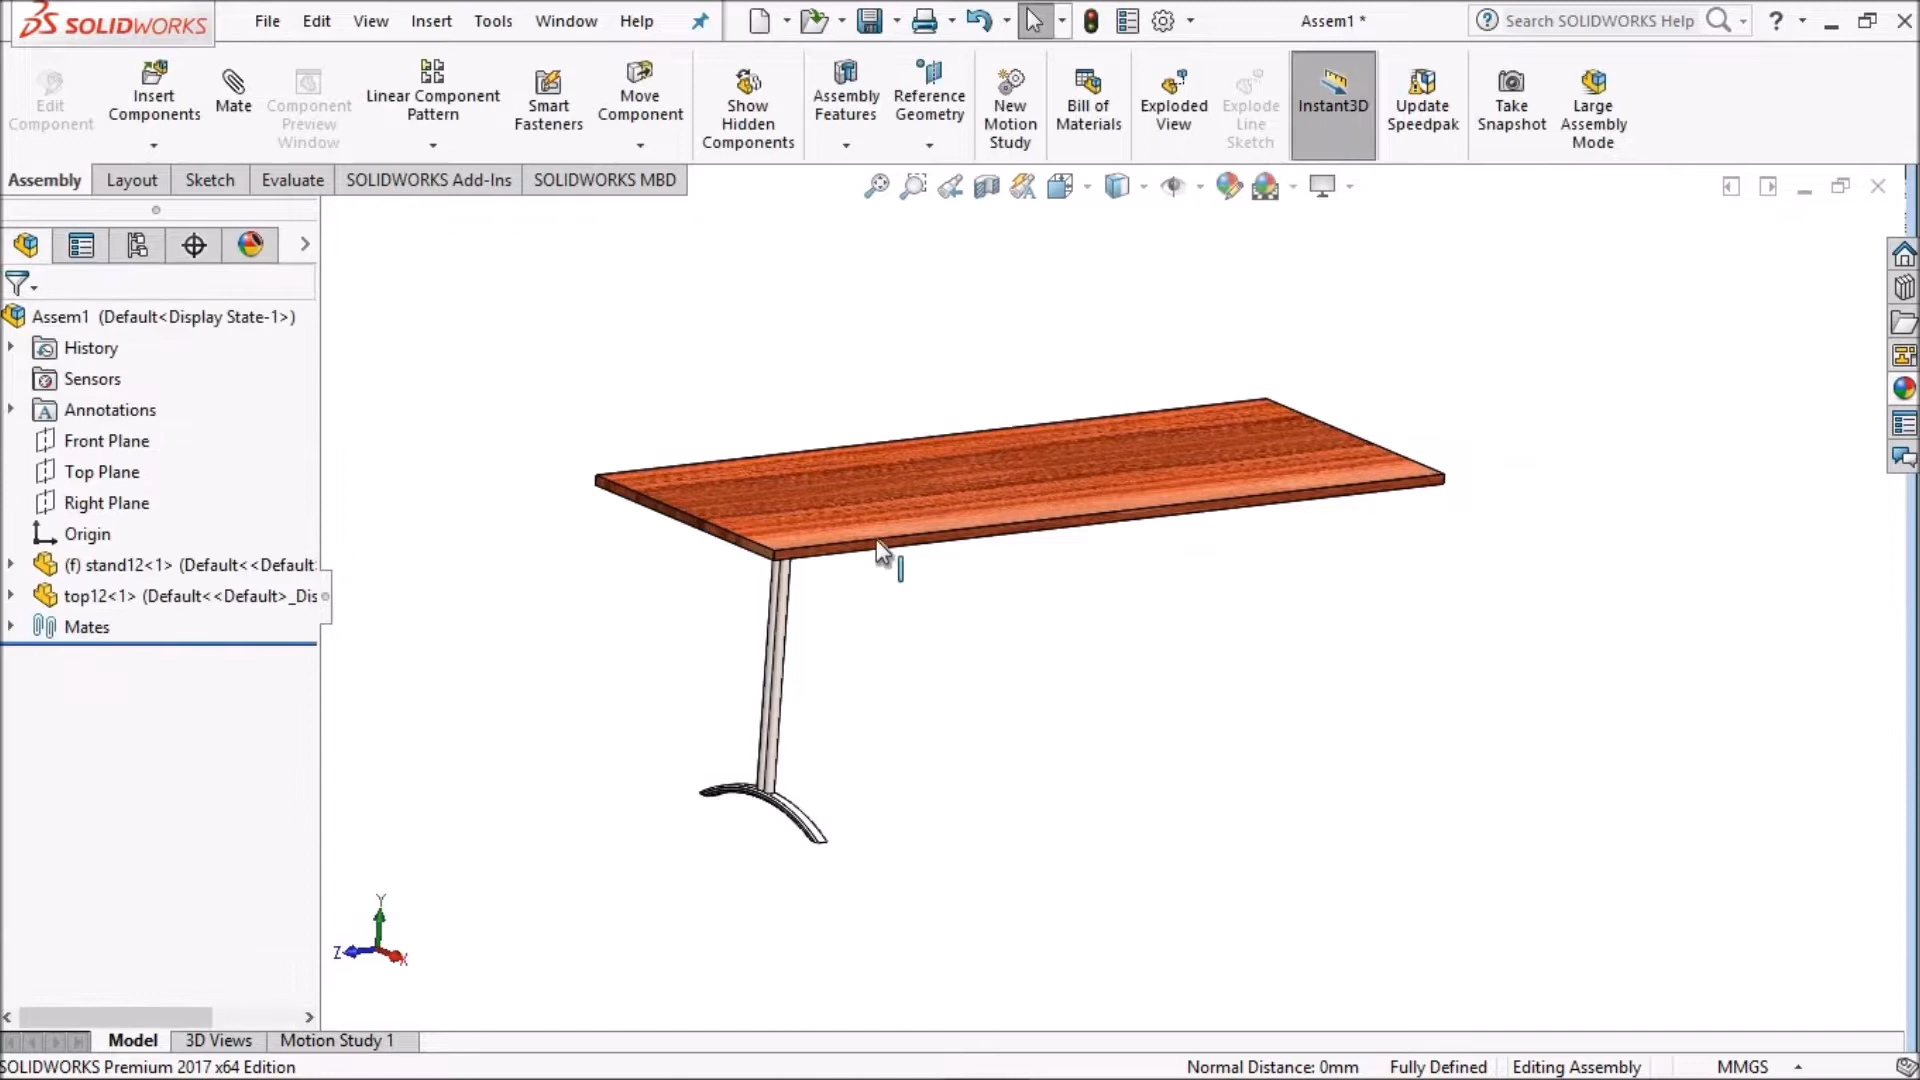 SOLIDWORKS File Edit View Insert Tools Window Help Assem1 * Search SOLIDWORKS Help ?
Edit Component
Insert Components
Mate
Component Preview Window
Linear Component Pattern
Smart Fasteners
Move Component
Show Hidden Components
Assembly Features
Reference Geometry
New Motion Study
Bill of Materials
Exploded View
Explode Line Sketch
Instant3D
Update Speedpak
Take Snapshot
Large Assembly Mode
Assembly Layout Sketch Evaluate SOLIDWORKS Add-Ins SOLIDWORKS MBD
Assem1 (Default<Display State-1>)
History
Sensors
A Annotations
Front Plane
Top Plane
Right Plane
Origin
(f) stand12<1> (Default<<Default
top12<1> (Default<<Default>_Dis
Mates
Y
Z
X
Model 3D Views Motion Study 1
SOLIDWORKS Premium 2017 x64 Edition Normal Distance: 0mm Fully Defined Editing Assembly MMGS